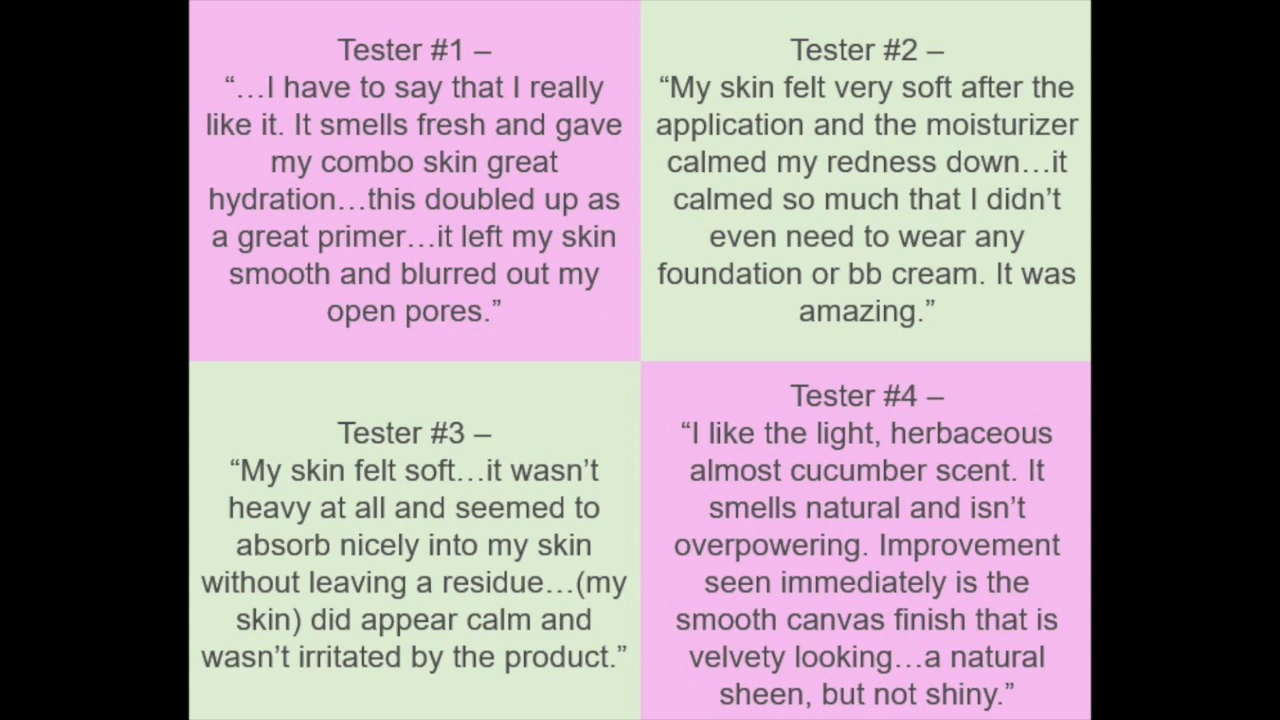 Tester #1 –
“…I have to say that I really
like it. It smells fresh and gave
my combo skin great
hydration…this doubled up as
a great primer…it left my skin
smooth and blurred out my
open pores.”
Tester #2 –
“My skin felt very soft after the
application and the moisturizer
calmed my redness down…it
calmed so much that I didn’t
even need to wear any
foundation or bb cream. It was
amazing.”
Tester #3 –
“My skin felt soft…it wasn’t
heavy at all and seemed to
absorb nicely into my skin
without leaving a residue…(my
skin) did appear calm and
wasn’t irritated by the product.”
Tester #4 –
“I like the light, herbaceous
almost cucumber scent. It
smells natural and isn’t
overpowering. Improvement
seen immediately is the
smooth canvas finish that is
velvety looking…a natural
sheen, but not shiny.”